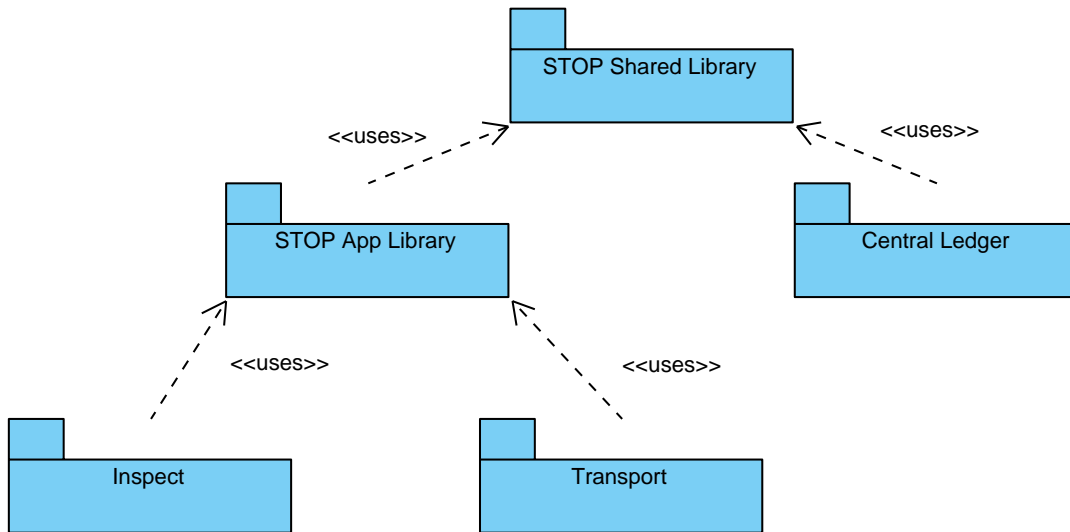 STOP Shared Library
<<uses>>
<<uses>>
STOP App Library
Central Ledger
<<uses>>
<<uses>>
Inspect
Transport